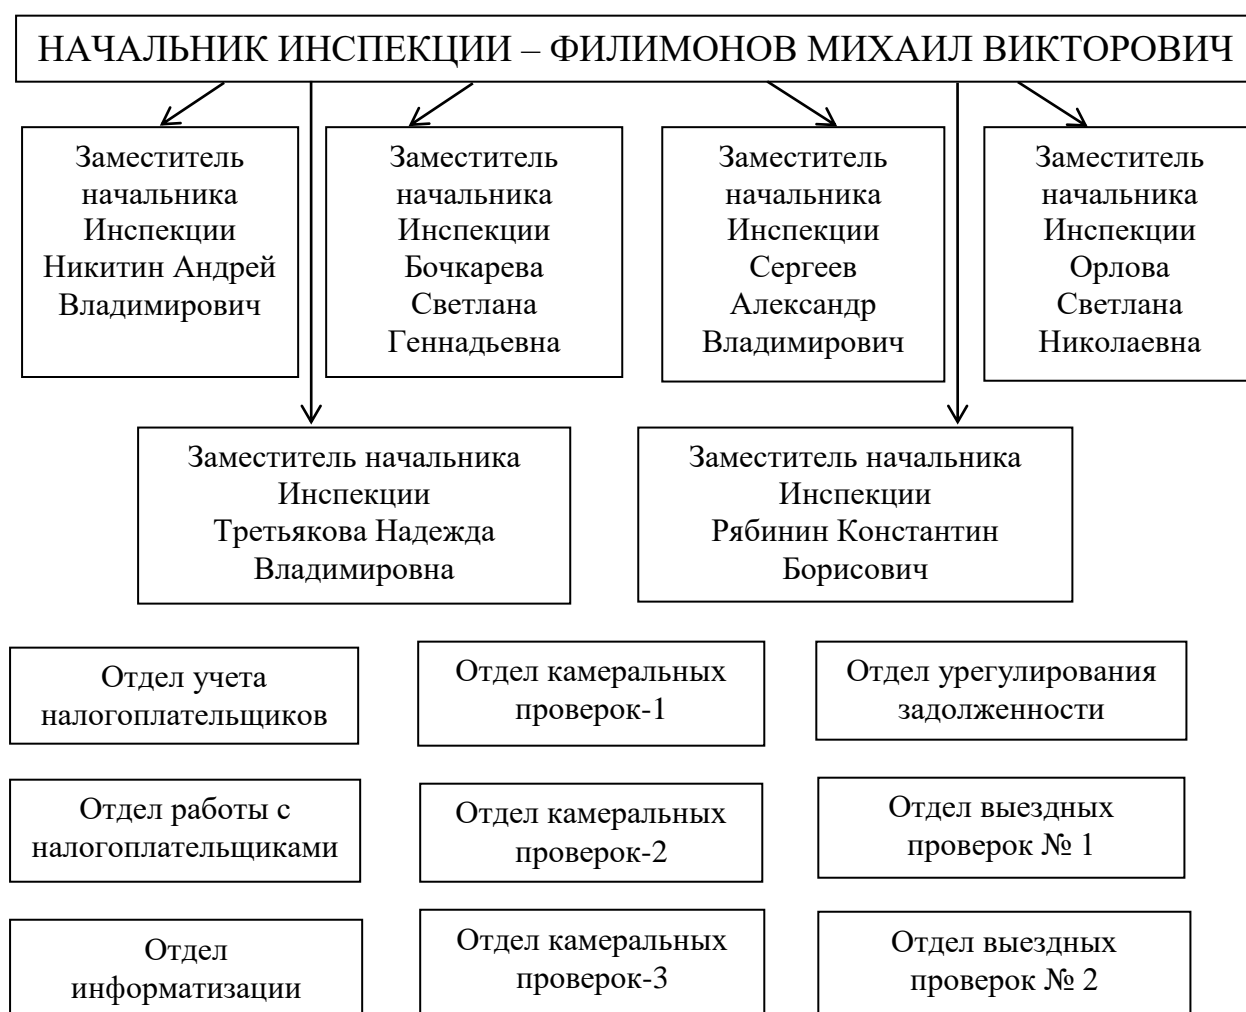 НАЧАЛЬНИК ИНСПЕКЦИИ – ФИЛИМОНОВ МИХАИЛ ВИКТОРОВИЧ
Заместитель
начальника
Инспекции
Никитин Андрей
Владимирович
Заместитель
начальника
Инспекции
Бочкарева
Светлана
Геннадьевна
Заместитель
начальника
Инспекции
Сергеев
Александр
Владимирович
Заместитель
начальника
Инспекции
Орлова
Светлана
Николаевна
Заместитель начальника
Инспекции
Третьякова Надежда
Владимировна
Заместитель начальника
Инспекции
Рябинин Константин
Борисович
Отдел учета
налогоплательщиков
Отдел камеральных
проверок-1
Отдел урегулирования
задолженности
Отдел работы с
налогоплательщиками
Отдел камеральных
проверок-2
Отдел выездных
проверок № 1
Отдел
информатизации
Отдел камеральных
проверок-3
Отдел выездных
проверок № 2